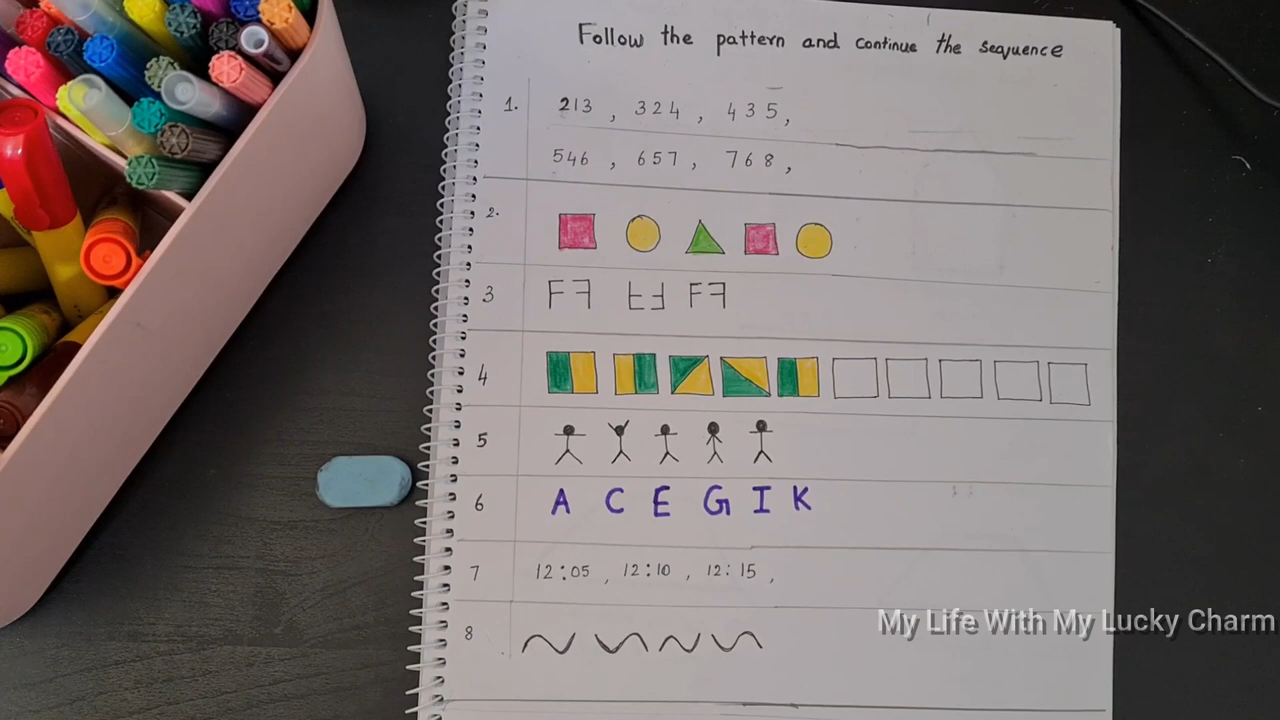 Follow the pattern and continue the sequence
1. 213 , 324 , 435 ,
546 , 657 , 768 ,
2.
3 F
F
4
5
6 A C E G I K
7 12:05 , 12:10 , 12:15 ,
My Life With My Lucky Charm
8